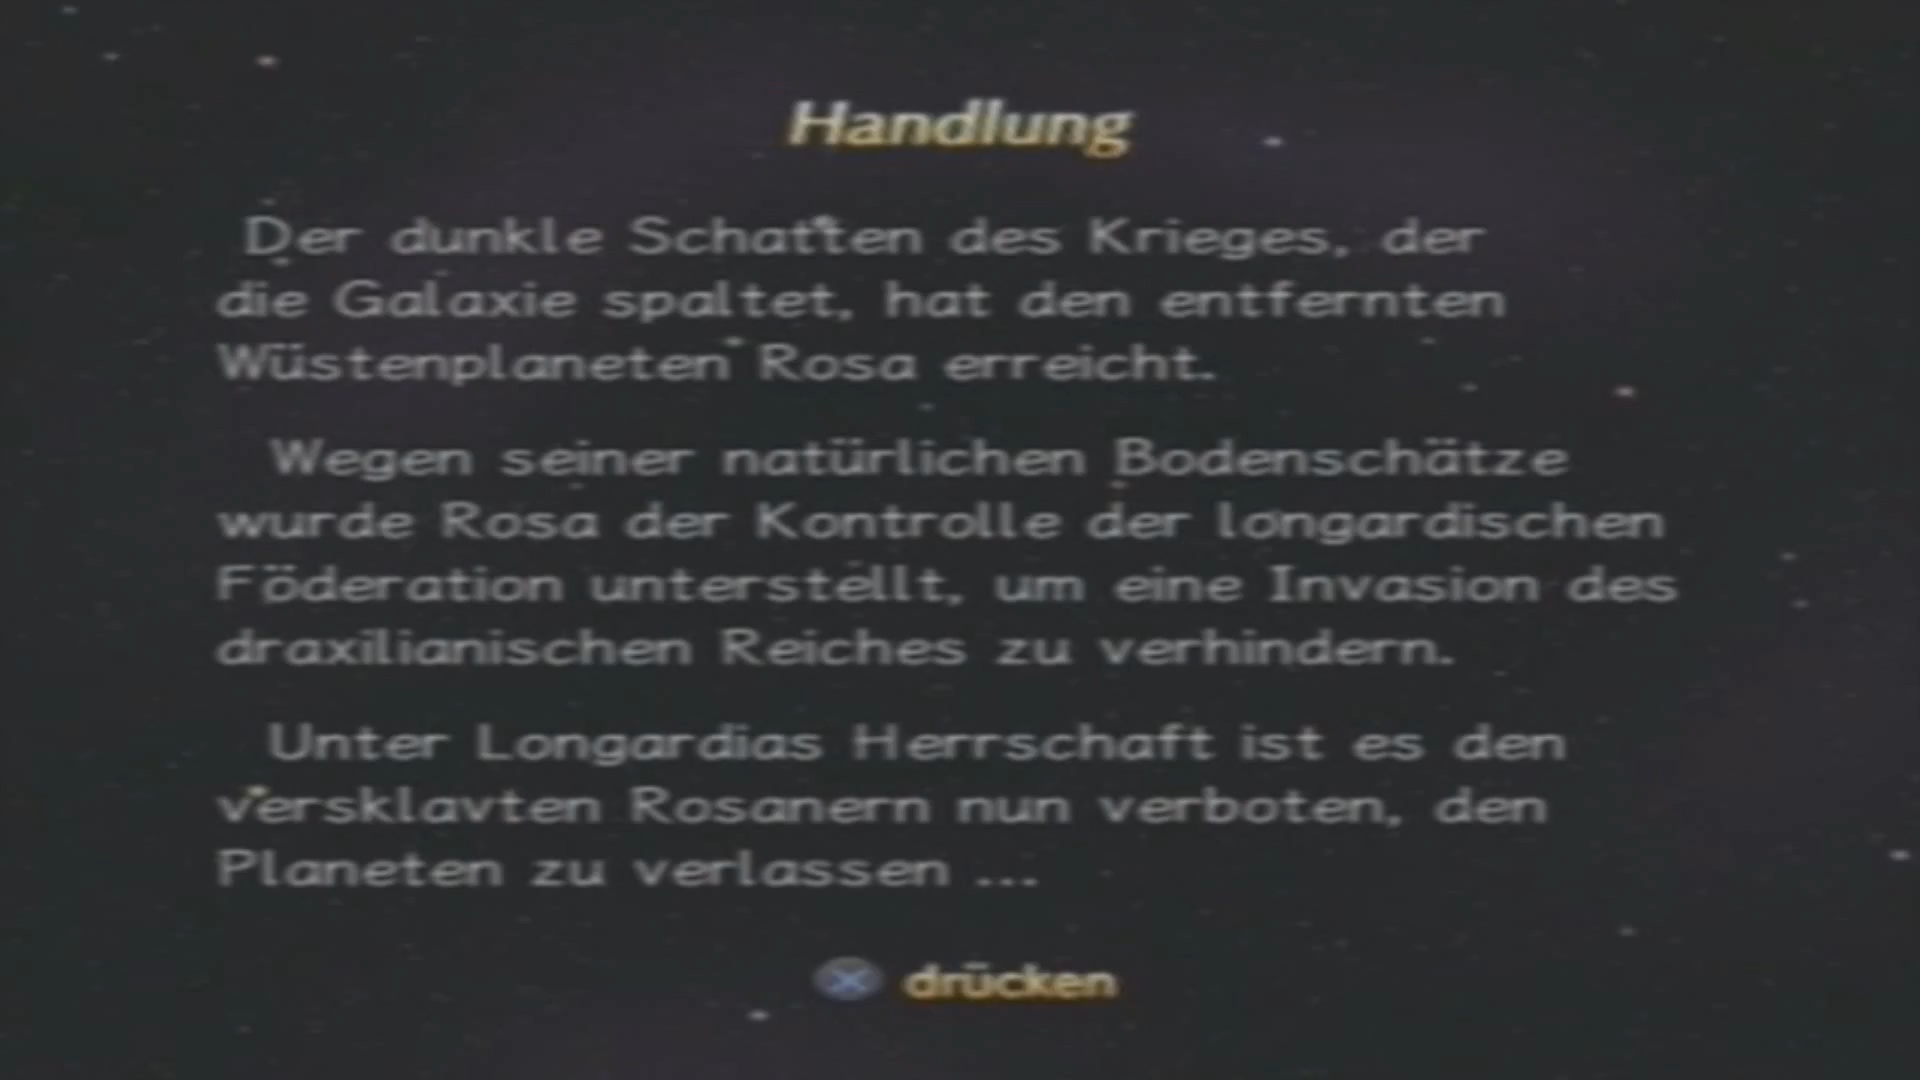 Handlung
Der dunkle Schatten des Krieges, der
die Galaxie spaltet, hat den entfernten
Wüstenplaneten Rosa erreicht.
Wegen seiner natürlichen Bodenschätze
wurde Rosa der Kontrolle der longardischen
Föderation unterstellt, um eine Invasion des
draxilianischen Reiches zu verhindern.
Unter Longardias Herrschaft ist es den
versklavten Rosanern nun verboten, den
Planeten zu verlassen ...
drücken